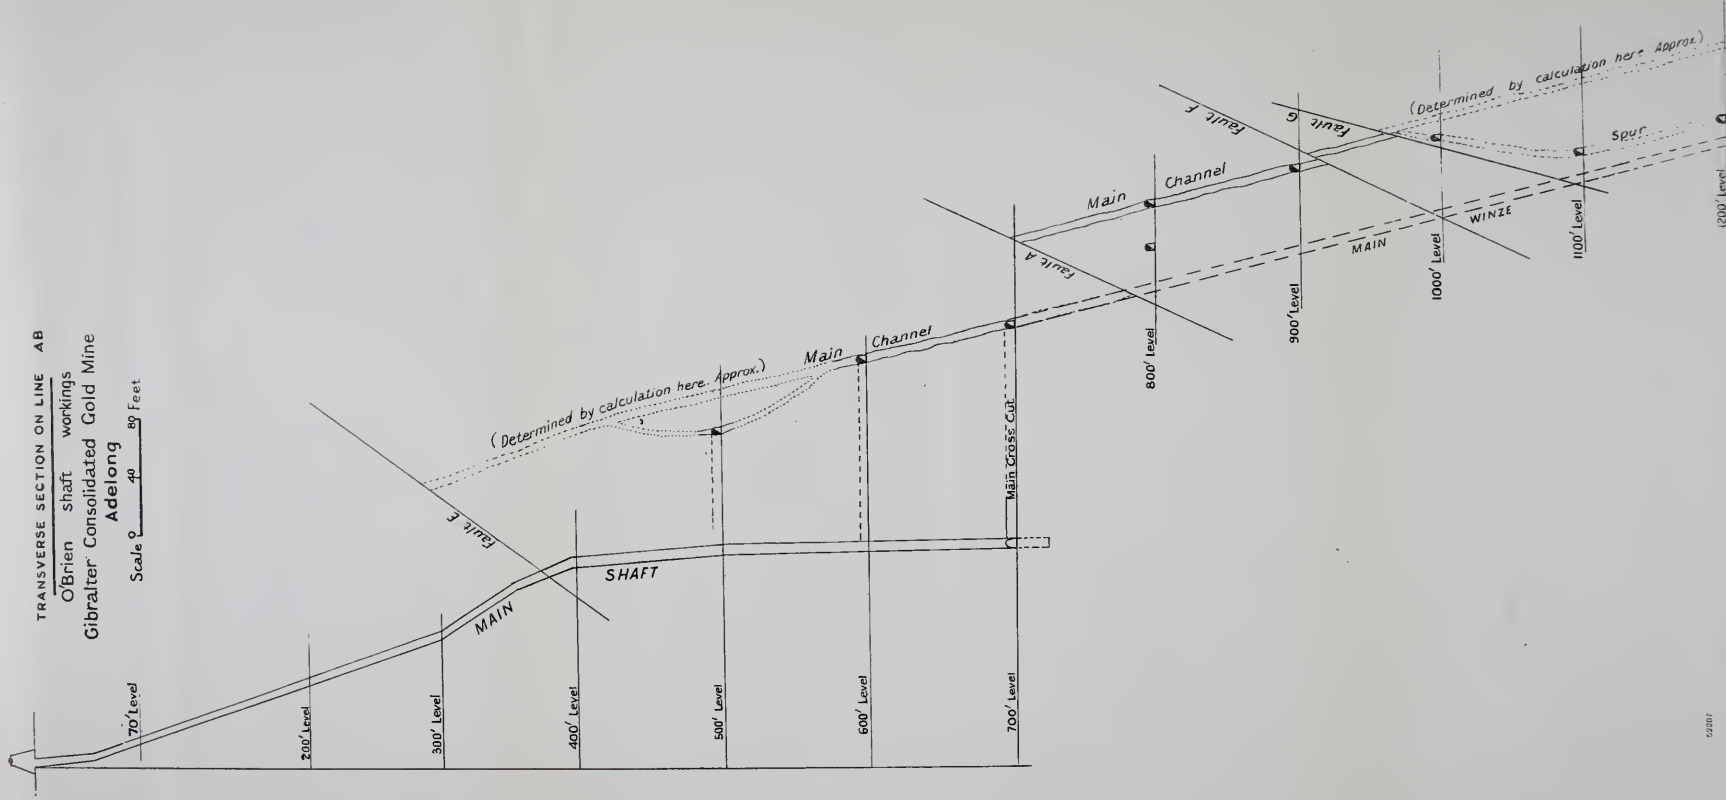 TRANSVERSE SECTION ON LINE AB
O'Brien shaft workings
Gibralter Consolidated Gold Mine
Adelong
Scale 0 40 80 Feet
70' Level
200' Level
300' Level
400' Level
500' Level
600' Level
700' Level
MAIN SHAFT
Fault E
(Determined by calculation here. Approx.)
Main Channel
Main Cross Cut
Fault A
Main Channel
800' Level
900' Level
Fault F
Fault G
(Determined by calculation here Approx.)
Spur
MAIN WINZE
1000' Level
1100' Level
1200' Level